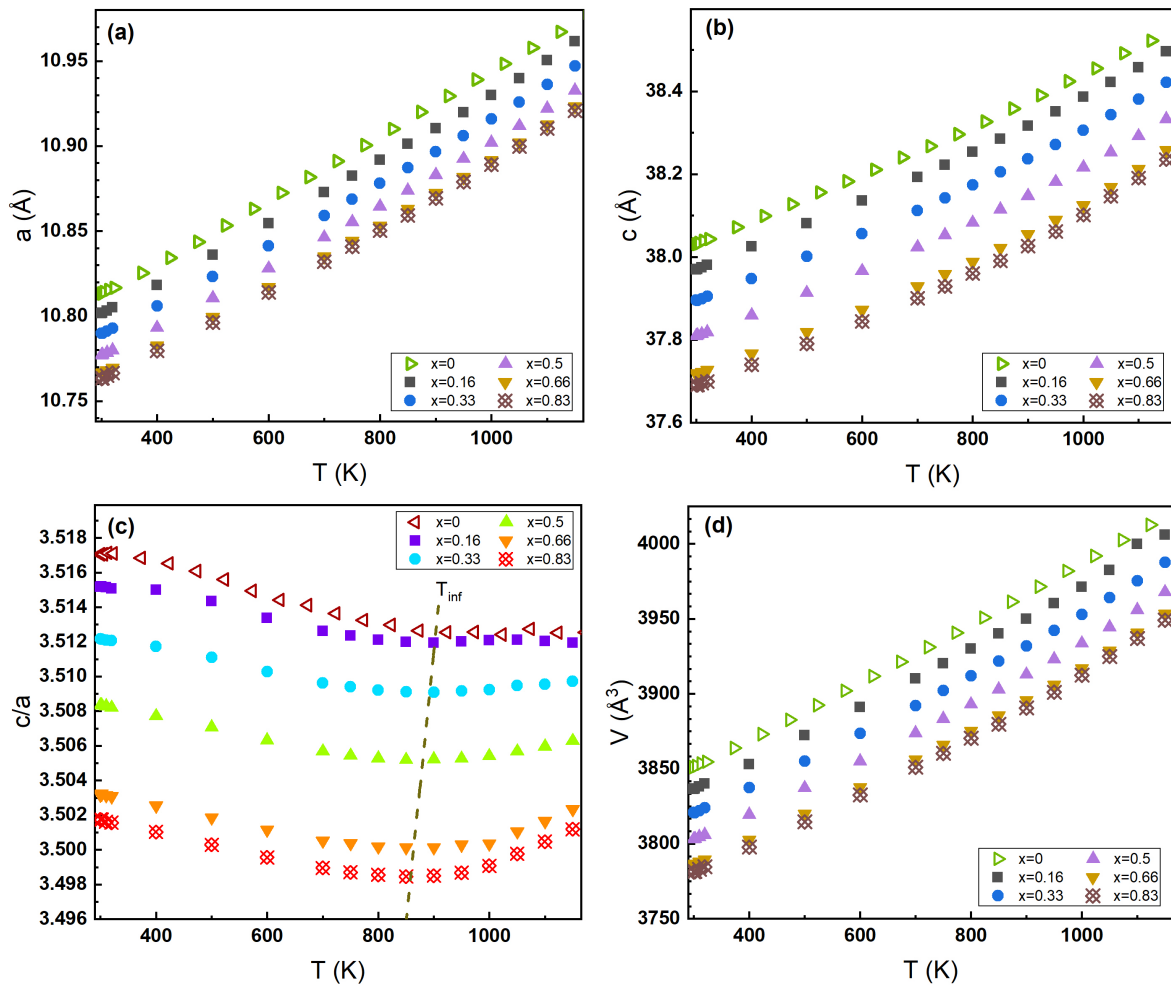 (a)
a (Å)
10.95
10.90
10.85
10.80
10.75
400 600 800 1000
T (K)
x=0 x=0.5
x=0.16 x=0.66
x=0.33 x=0.83
(b)
c (Å)
38.4
38.2
38.0
37.8
37.6
400 600 800 1000
T (K)
x=0 x=0.5
x=0.16 x=0.66
x=0.33 x=0.83
(c)
c/a
3.518
3.516
3.514
3.512
3.510
3.508
3.506
3.504
3.502
3.500
3.498
3.496
400 600 800 1000
T (K)
x=0 x=0.5
x=0.16 x=0.66
x=0.33 x=0.83
Tinf
(d)
V (Å³)
4000
3950
3900
3850
3800
3750
400 600 800 1000
T (K)
x=0 x=0.5
x=0.16 x=0.66
x=0.33 x=0.83